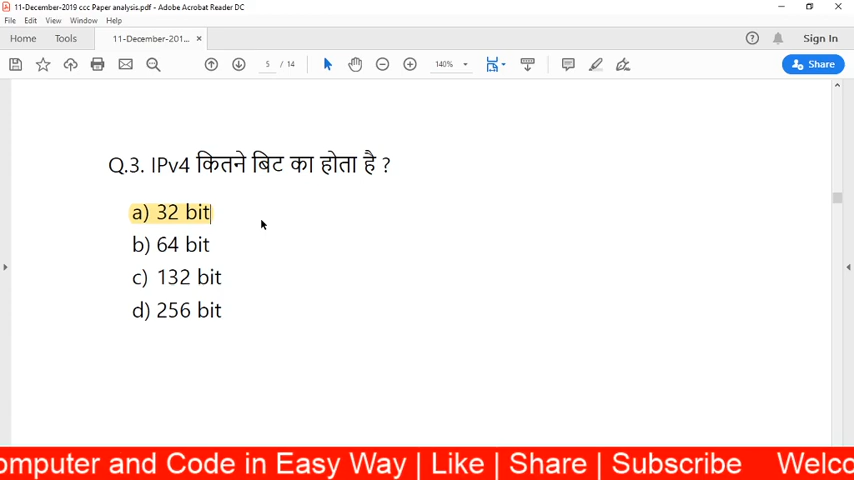 11-December-2019 ccc Paper analysis.pdf - Adobe Acrobat Reader DC
File Edit View Window Help
Home Tools 11-December-201... × Sign In
5 / 14 140% Share
Q.3. IPv4 कितने बिट का होता है ?
a) 32 bit
b) 64 bit
c) 132 bit
d) 256 bit
omputer and Code in Easy Way | Like | Share | Subscribe Welco